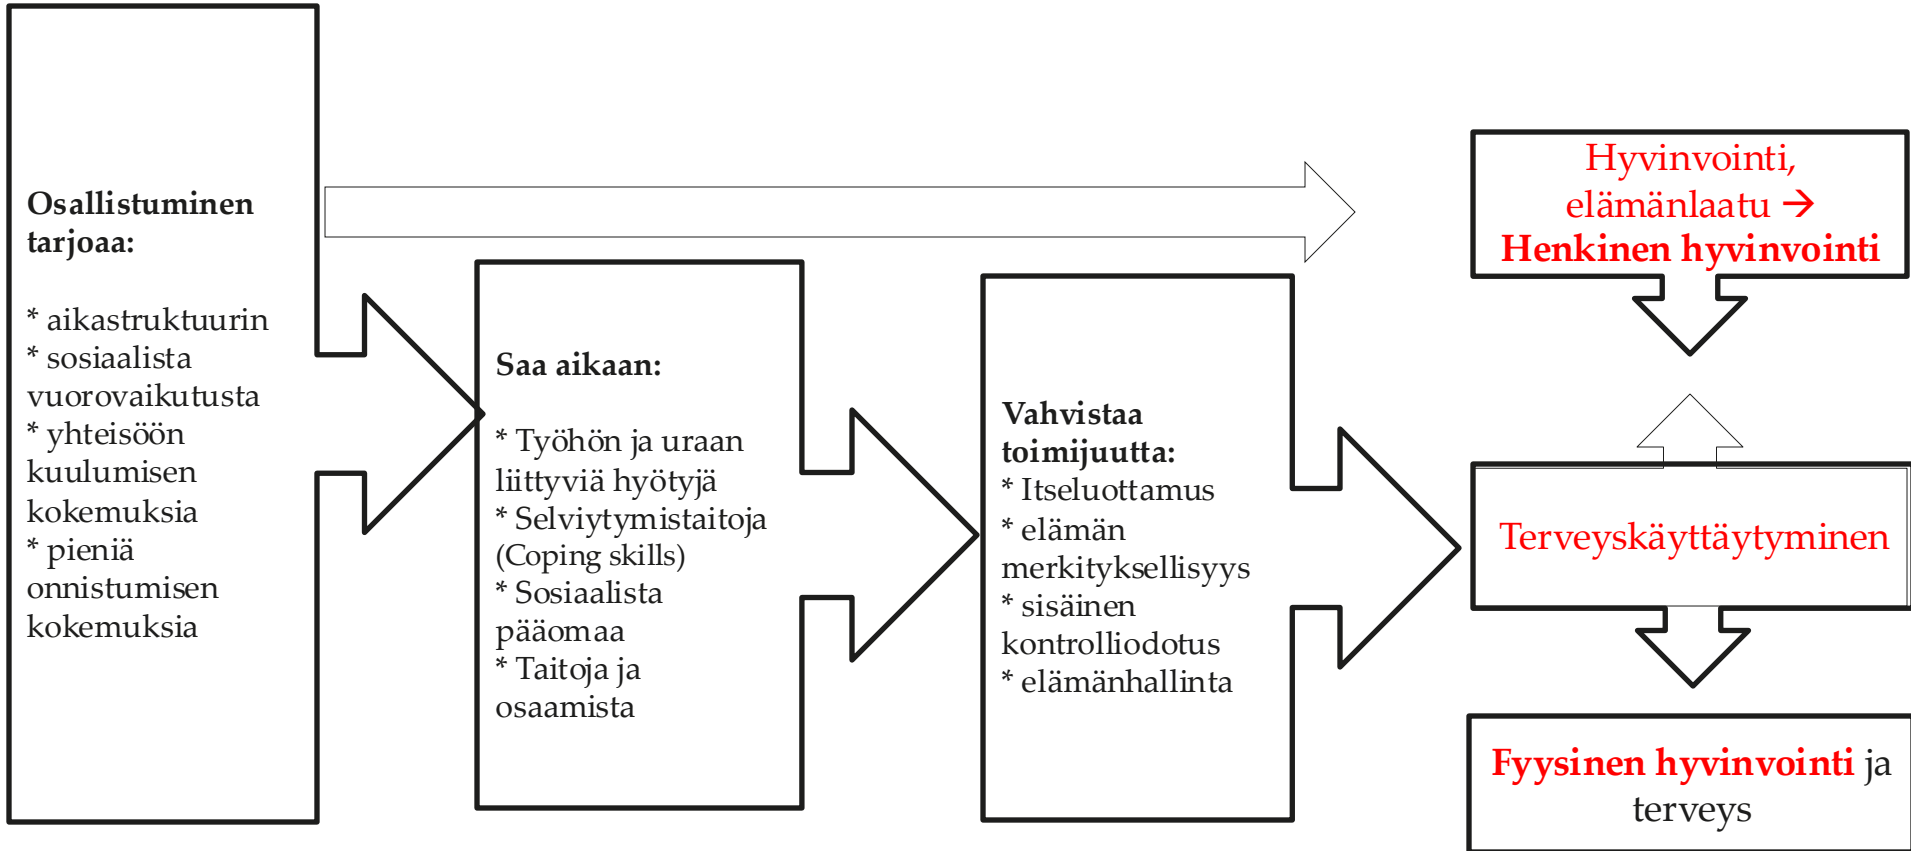 Osallistuminen
tarjoaa:
* aikastruktuurin
* sosiaalista
vuorovaikutusta
* yhteisöön
kuulumisen
kokemuksia
* pieniä
onnistumisen
kokemuksia
Saa aikaan:
* Työhön ja uraan
liittyviä hyötyjä
* Selviytymistaitoja
(Coping skills)
* Sosiaalista
pääomaa
* Taitoja ja
osaamista
Vahvistaa
toimijuutta:
* Itseluottamus
* elämän
merkityksellisyys
* sisäinen
kontrolliodotus
* elämänhallinta
Hyvinvointi,
elämänlaatu →
Henkinen hyvinvointi
Terveyskäyttäytyminen
Fyysinen hyvinvointi ja
terveys